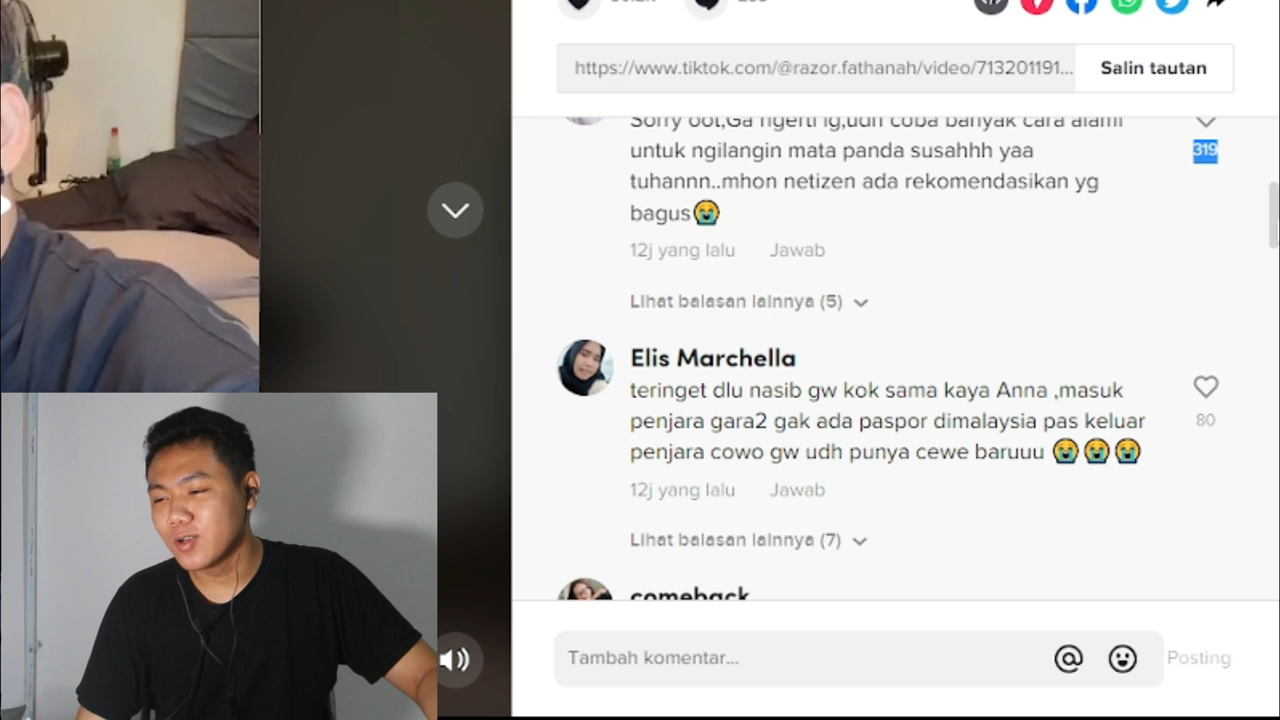 https://www.tiktok.com/@razor.fathanah/video/713201191...
Salin tautan
Sorry oot,Ga ngerti lg,udh coba banyak cara alami
untuk ngilangin mata panda susahhh yaa
tuhannn..mhon netizen ada rekomendasikan yg
bagus😭
319
12j yang lalu Jawab
Lihat balasan lainnya (5)
Elis Marchella
teringet dlu nasib gw kok sama kaya Anna ,masuk
penjara gara2 gak ada paspor dimalaysia pas keluar
penjara cowo gw udh punya cewe baruuu 😭😭😭
80
12j yang lalu Jawab
Lihat balasan lainnya (7)
comeback
Tambah komentar...
Posting